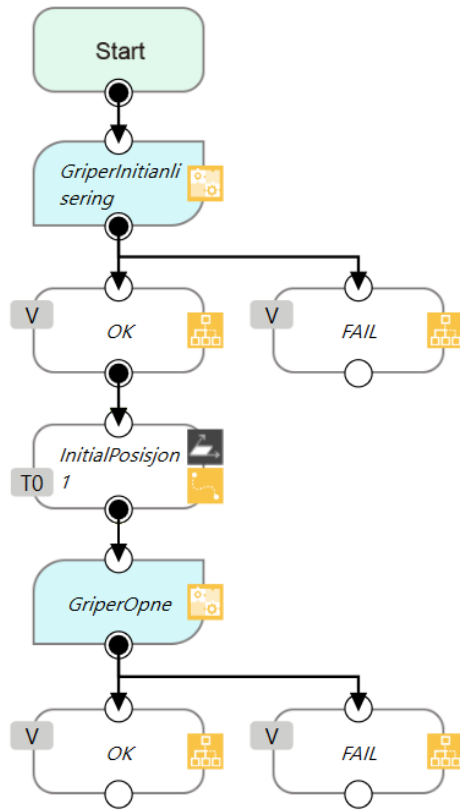 Start
GriperInitianli
sering
V
OK
V
FAIL
InitialPosisjon
1
T0
GriperOpne
V
OK
V
FAIL